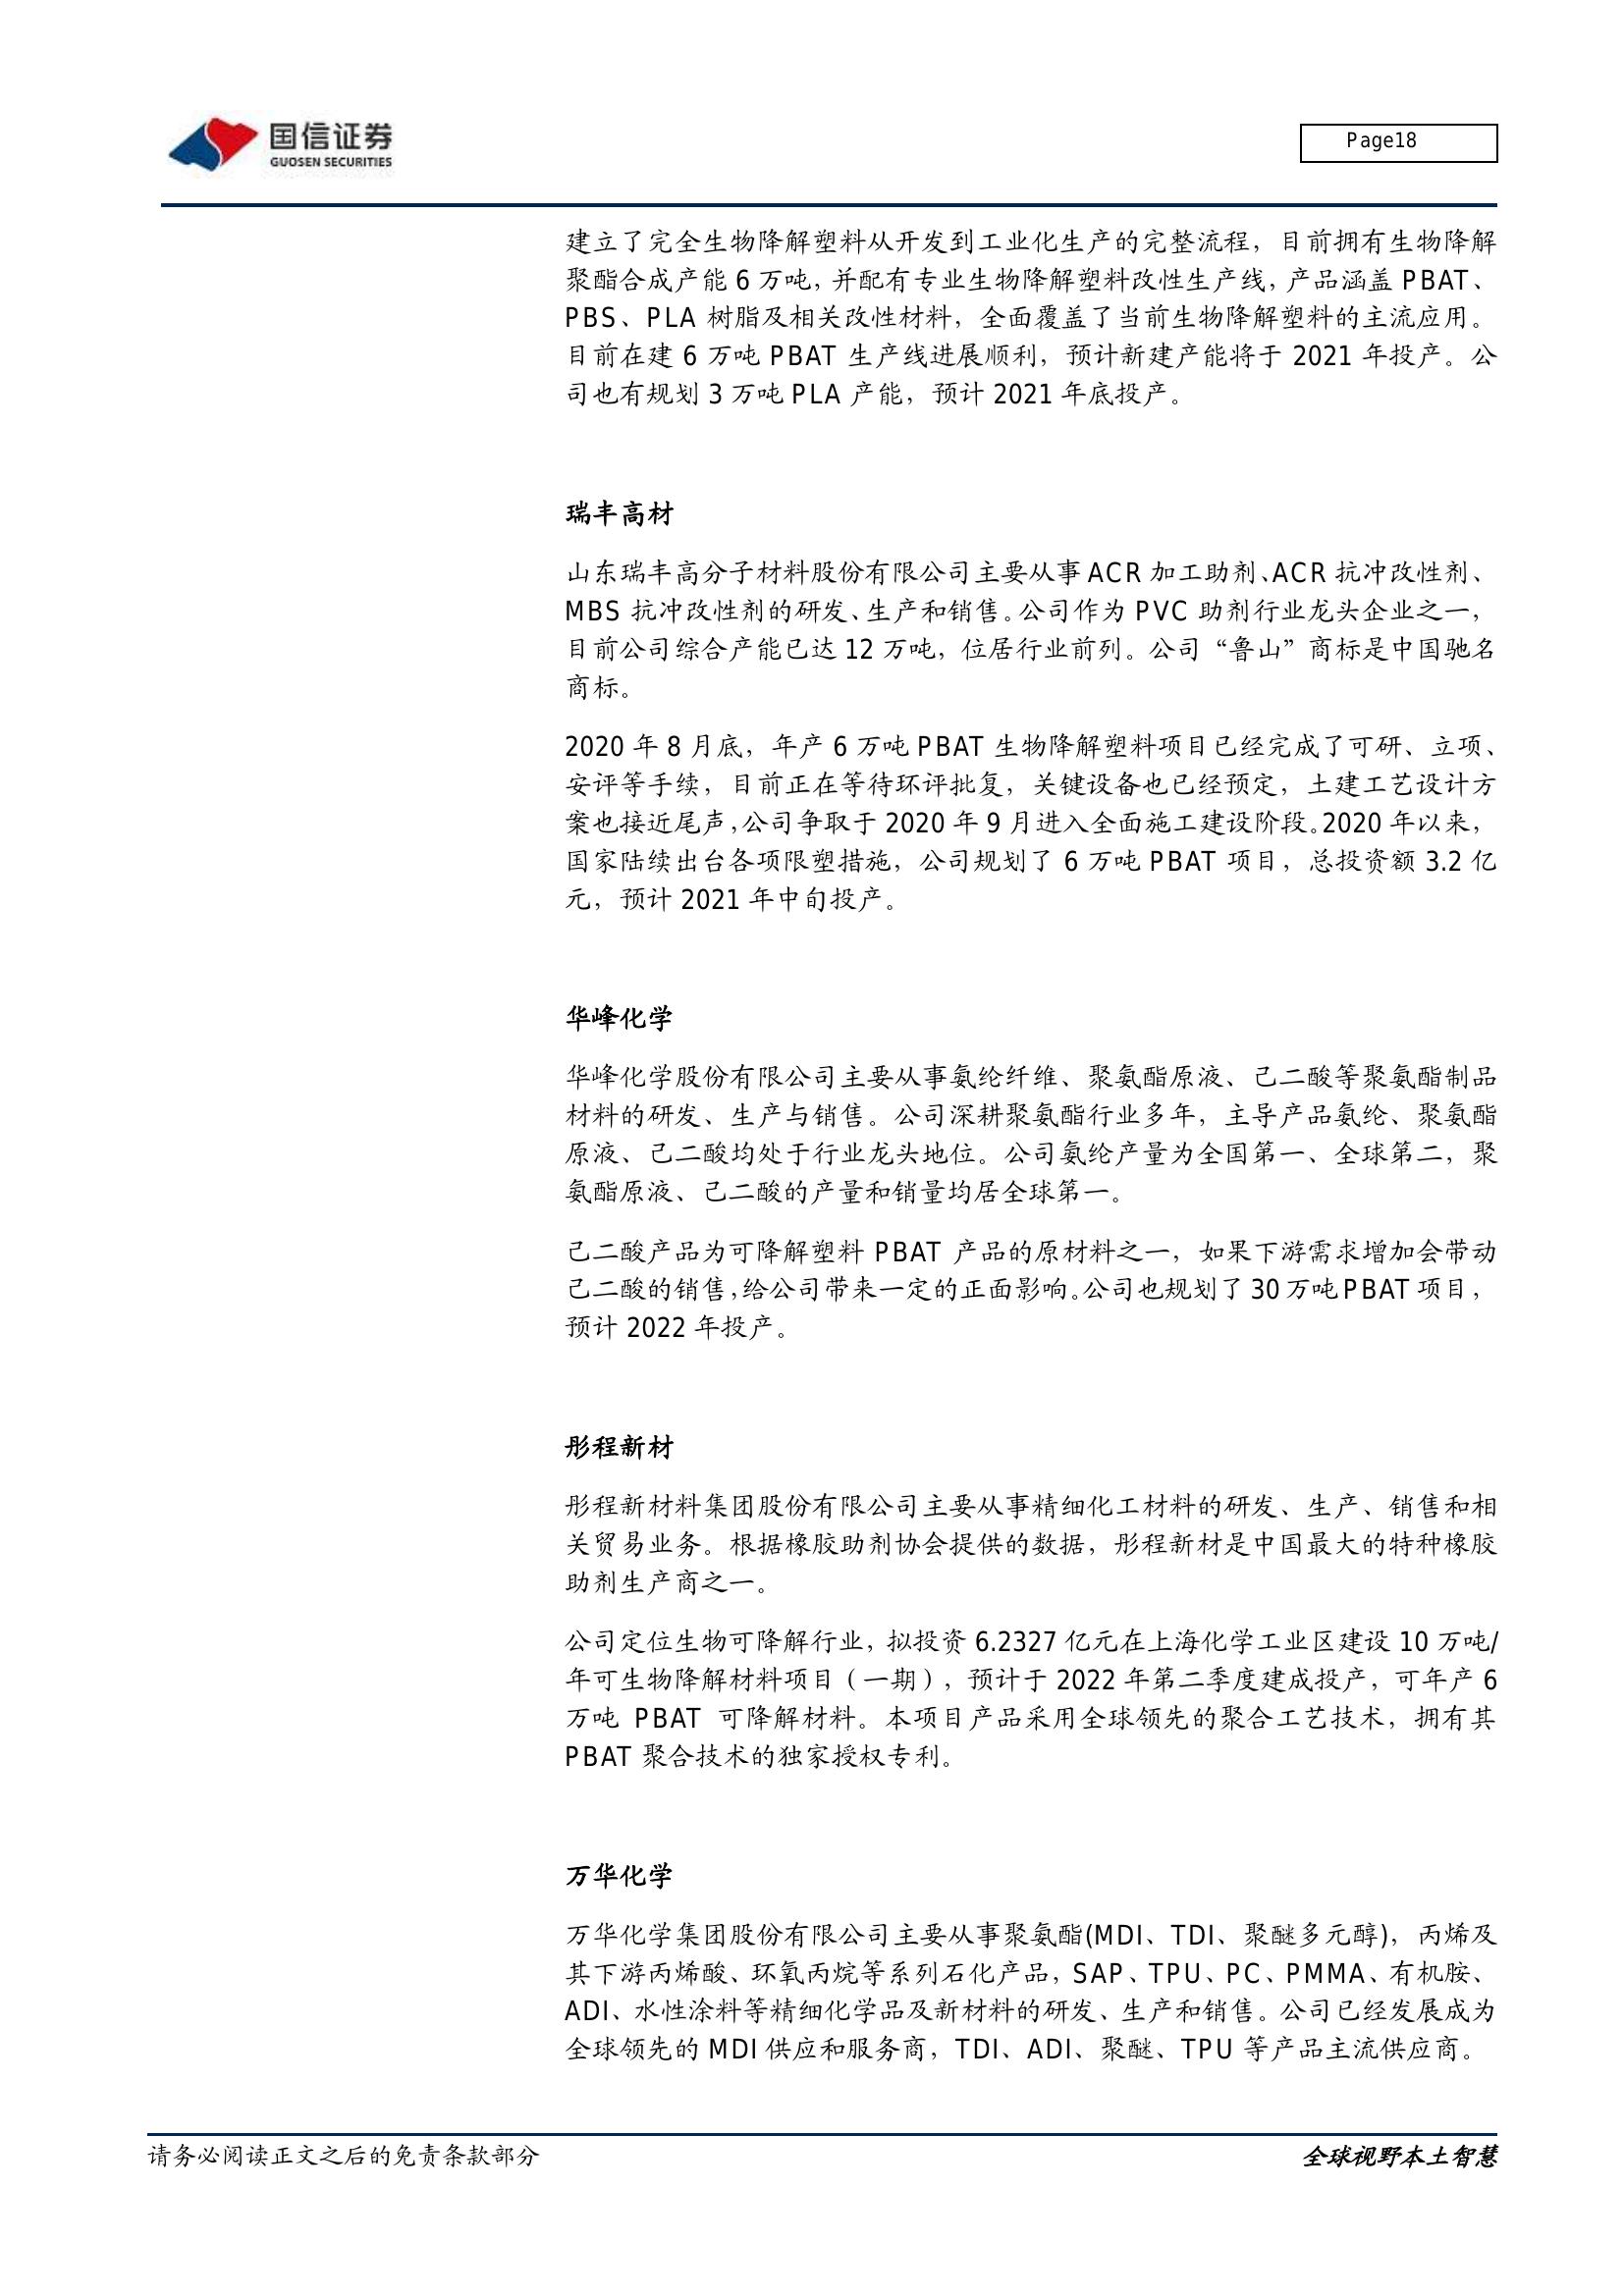 国信证券
GUOSEN SECURITIES
Page18
建立了完全生物降解塑料从开发到工业化生产的完整流程，目前拥有生物降解
聚酯合成产能 6 万吨，并配有专业生物降解塑料改性生产线，产品涵盖 PBAT、
PBS、PLA 树脂及相关改性材料，全面覆盖了当前生物降解塑料的主流应用。
目前在建 6 万吨 PBAT 生产线进展顺利，预计新建产能将于 2021 年投产。公
司也有规划 3 万吨 PLA 产能，预计 2021 年底投产。
瑞丰高材
山东瑞丰高分子材料股份有限公司主要从事 ACR 加工助剂、ACR 抗冲改性剂、
MBS 抗冲改性剂的研发、生产和销售。公司作为 PVC 助剂行业龙头企业之一，
目前公司综合产能已达 12 万吨，位居行业前列。公司“鲁山”商标是中国驰名
商标。
2020 年 8 月底，年产 6 万吨 PBAT 生物降解塑料项目已经完成了可研、立项、
安评等手续，目前正在等待环评批复，关键设备也已经预定，土建工艺设计方
案也接近尾声，公司争取于 2020 年 9 月进入全面施工建设阶段。2020 年以来，
国家陆续出台各项限塑措施，公司规划了 6 万吨 PBAT 项目，总投资额 3.2 亿
元，预计 2021 年中旬投产。
华峰化学
华峰化学股份有限公司主要从事氨纶纤维、聚氨酯原液、己二酸等聚氨酯制品
材料的研发、生产与销售。公司深耕聚氨酯行业多年，主导产品氨纶、聚氨酯
原液、己二酸均处于行业龙头地位。公司氨纶产量为全国第一、全球第二，聚
氨酯原液、己二酸的产量和销量均居全球第一。
己二酸产品为可降解塑料 PBAT 产品的原材料之一，如果下游需求增加会带动
己二酸的销售，给公司带来一定的正面影响。公司也规划了 30 万吨 PBAT 项目，
预计 2022 年投产。
彤程新材
彤程新材料集团股份有限公司主要从事精细化工材料的研发、生产、销售和相
关贸易业务。根据橡胶助剂协会提供的数据，彤程新材是中国最大的特种橡胶
助剂生产商之一。
公司定位生物可降解行业，拟投资 6.2327 亿元在上海化学工业区建设 10 万吨/
年可生物降解材料项目（一期），预计于 2022 年第二季度建成投产，可年产 6
万吨 PBAT 可降解材料。本项目产品采用全球领先的聚合工艺技术，拥有其
PBAT 聚合技术的独家授权专利。
万华化学
万华化学集团股份有限公司主要从事聚氨酯(MDI、TDI、聚醚多元醇)，丙烯及
其下游丙烯酸、环氧丙烷等系列石化产品，SAP、TPU、PC、PMMA、有机胺、
ADI、水性涂料等精细化学品及新材料的研发、生产和销售。公司已经发展成为
全球领先的 MDI 供应和服务商，TDI、ADI、聚醚、TPU 等产品主流供应商。
请务必阅读正文之后的免责条款部分
全球视野本土智慧